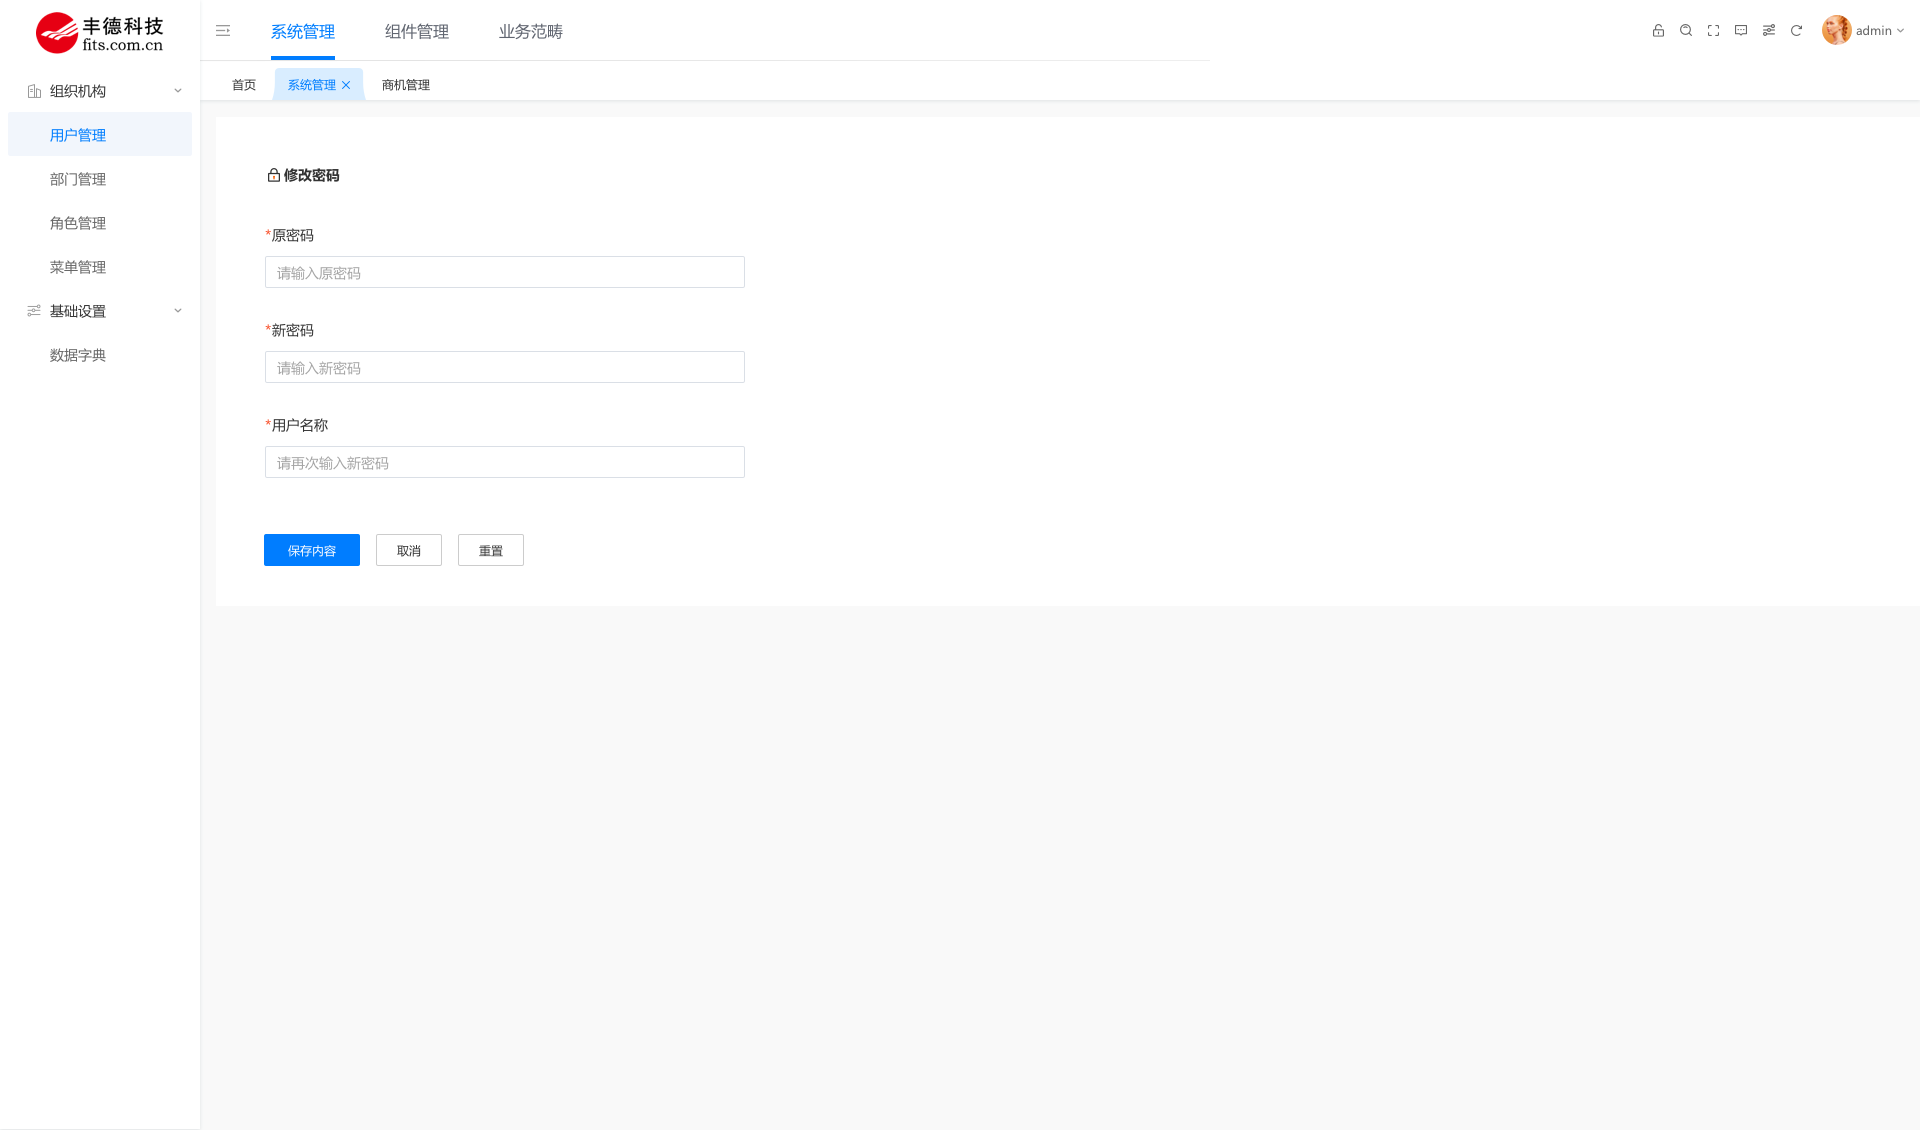 丰德科技
fits.com.cn
系统管理 组件管理 业务范畴
admin
首页 系统管理 商机管理
组织机构
用户管理
部门管理
角色管理
菜单管理
基础设置
数据字典
修改密码
*原密码
请输入原密码
*新密码
请输入新密码
*用户名称
请再次输入新密码
保存内容 取消 重置